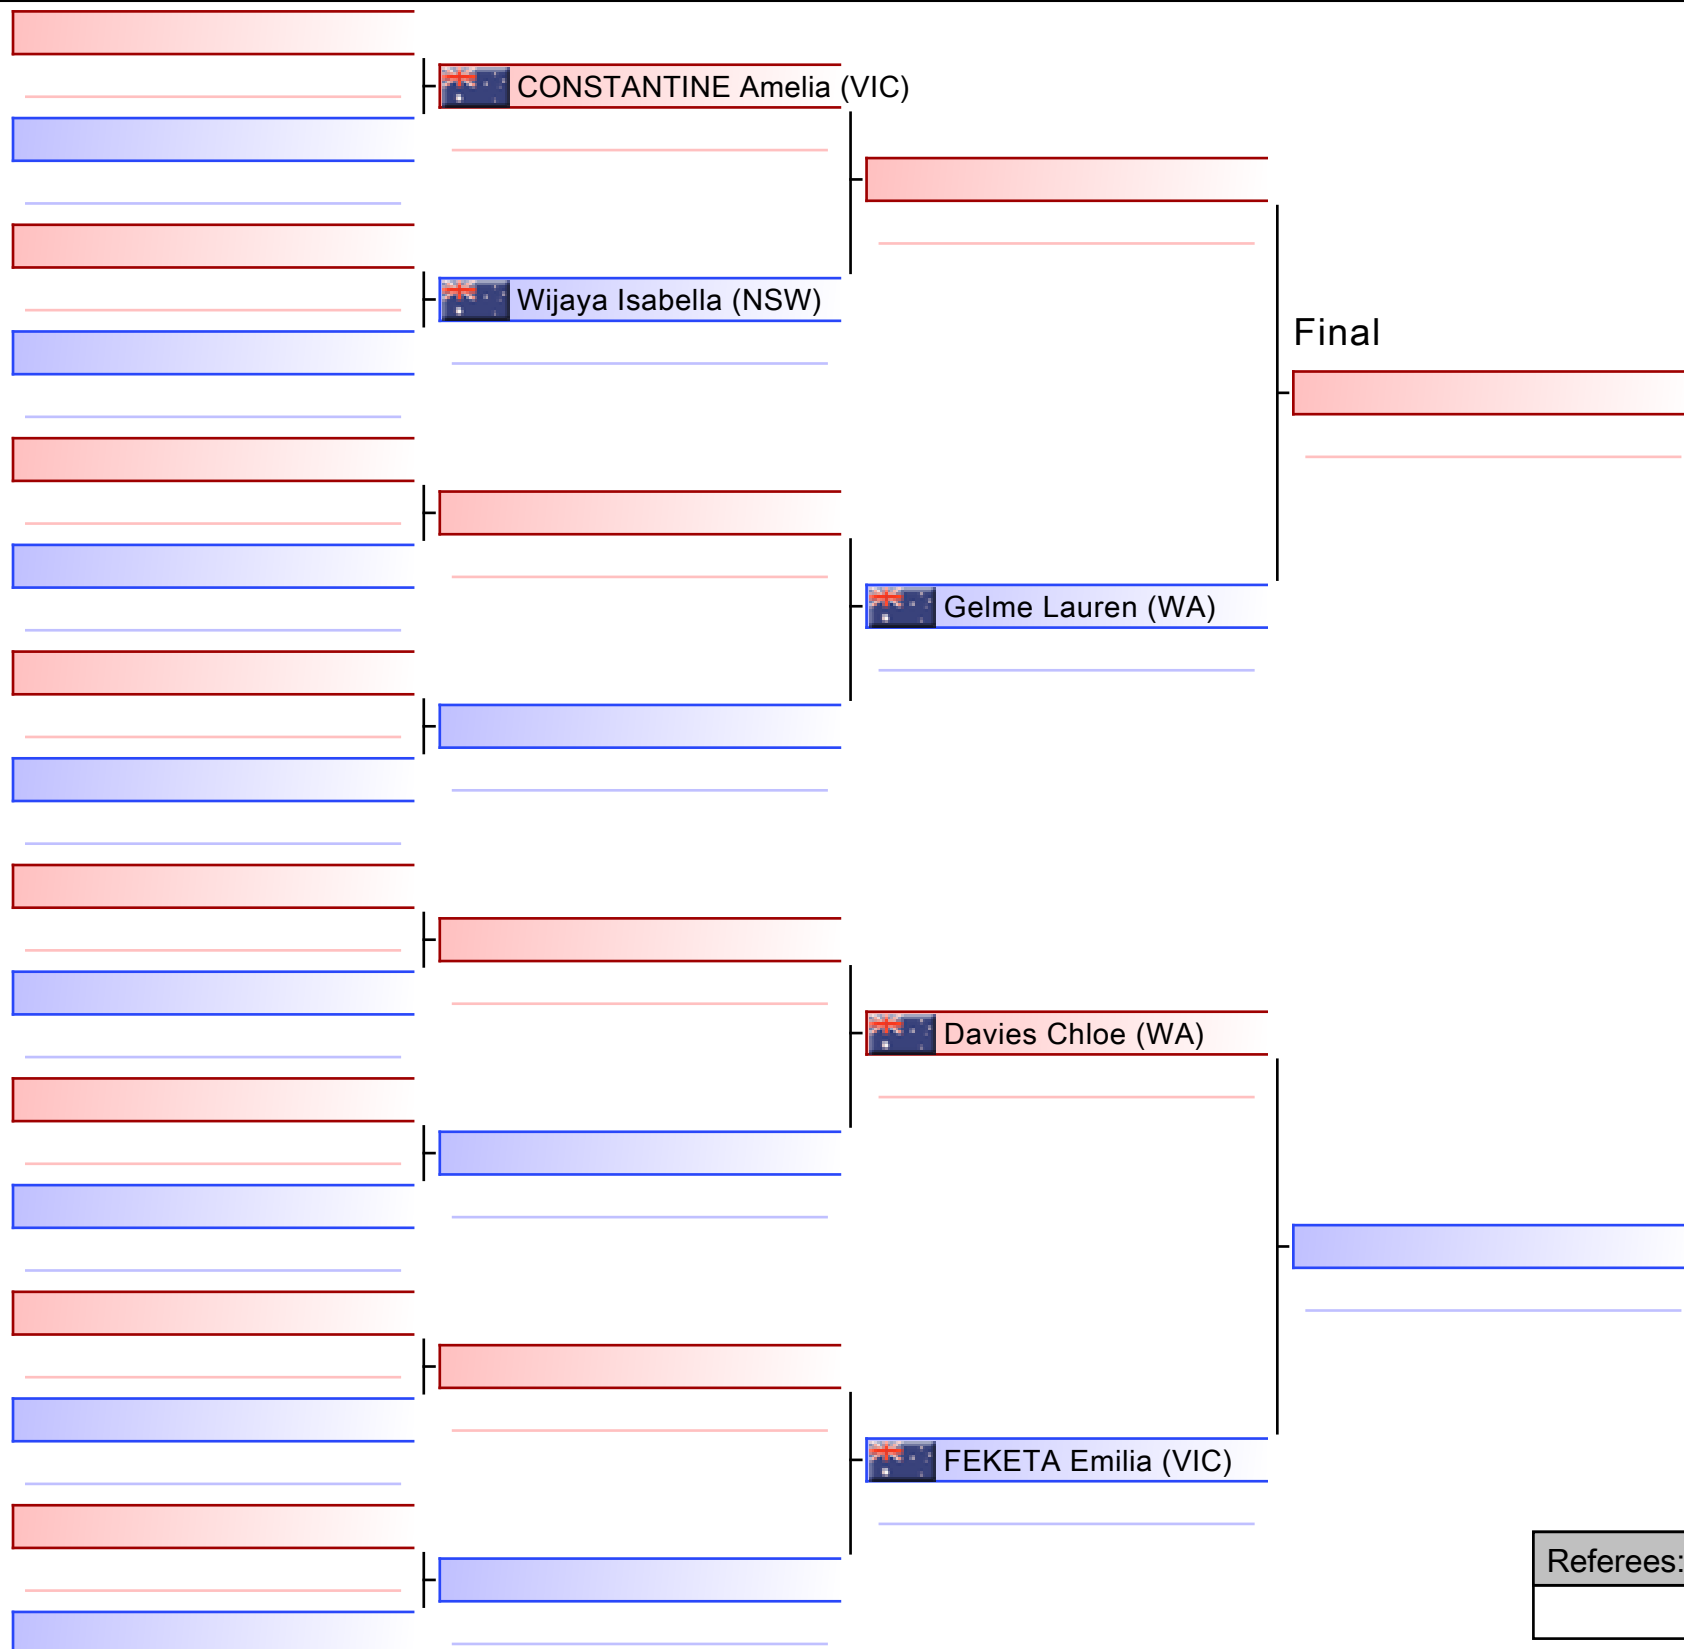 CONSTANTINE Amelia (VIC)
Wijaya Isabella (NSW)
Final
Gelme Lauren (WA)
Davies Chloe (WA)
FEKETA Emilia (VIC)
Referees: